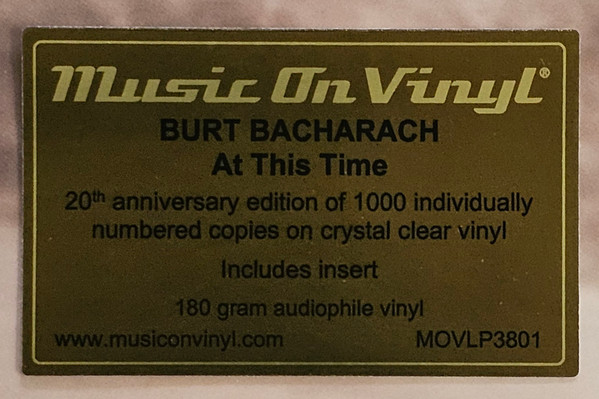 Music On Vinyl®
BURT BACHARACH
At This Time
20th anniversary edition of 1000 individually
numbered copies on crystal clear vinyl
Includes insert
180 gram audiophile vinyl
www.musiconvinyl.com MOVLP3801